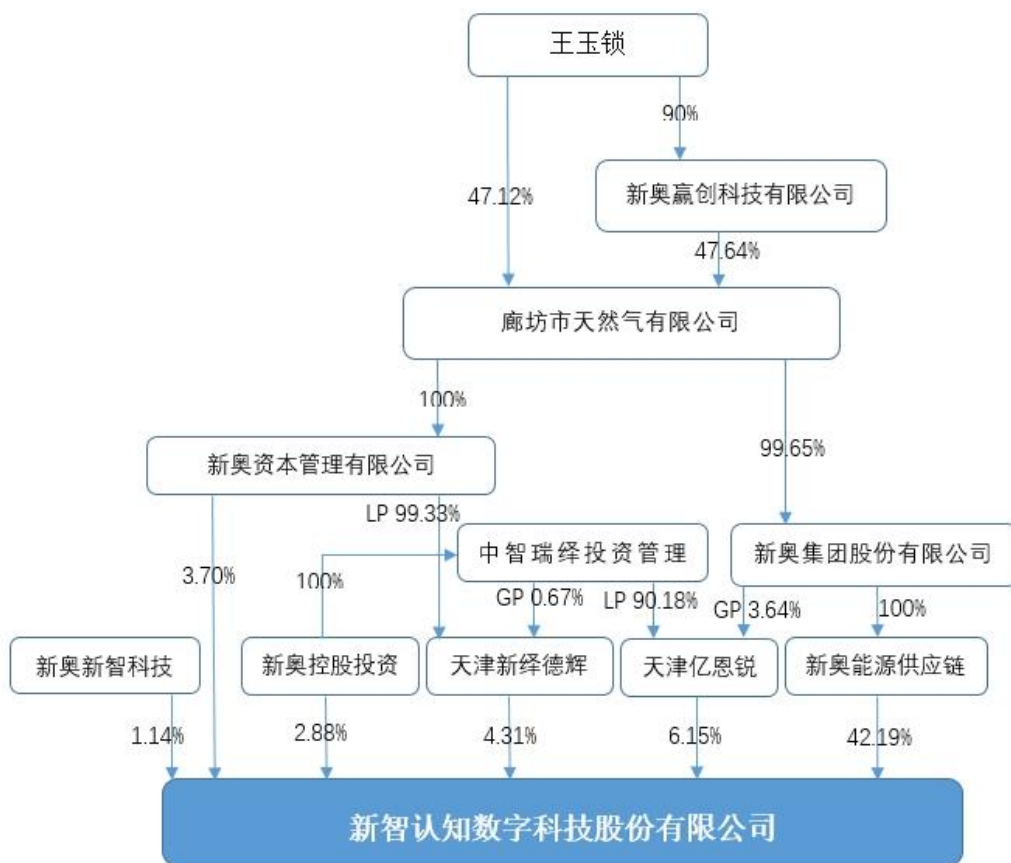 王玉锁
90%
47.12%
新奥赢创科技有限公司
47.64%
廊坊市天然气有限公司
100%
99.65%
新奥资本管理有限公司
LP 99.33%
中智瑞绎投资管理
新奥集团股份有限公司
3.70%
100%
GP 0.67%
LP 90.18%
GP 3.64%
100%
新奥新智科技
新奥控股投资
天津新绎德辉
天津亿恩锐
新奥能源供应链
1.14%
2.88%
4.31%
6.15%
42.19%
新智认知数字科技股份有限公司